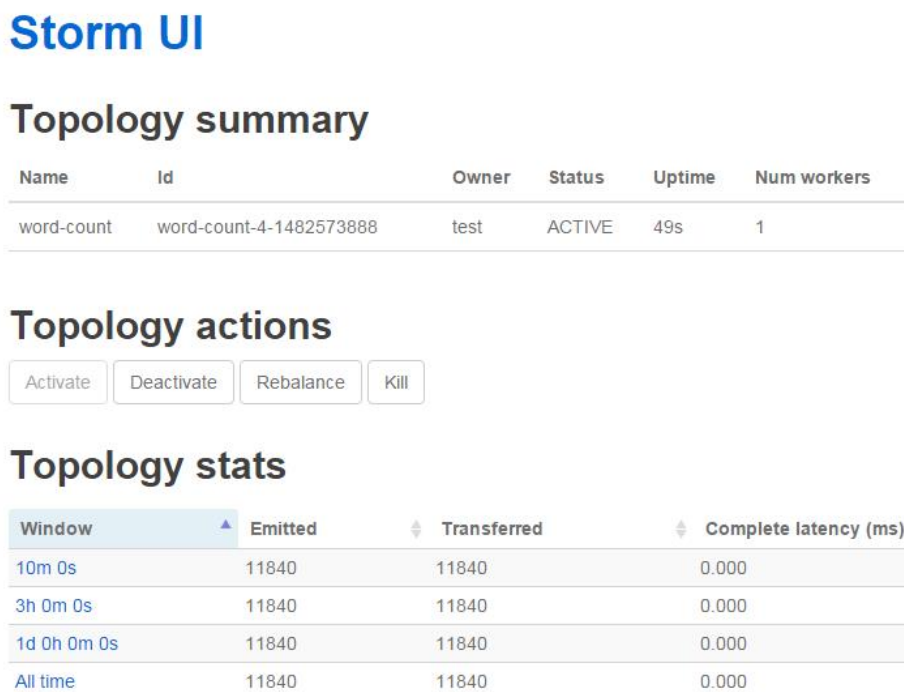 Storm UI
Topology summary
Name Id Owner Status Uptime Num workers
word-count word-count-4-1482573888 test ACTIVE 49s 1
Topology actions
Activate Deactivate Rebalance Kill
Topology stats
Window Emitted Transferred Complete latency (ms)
10m 0s 11840 11840 0.000
3h 0m 0s 11840 11840 0.000
1d 0h 0m 0s 11840 11840 0.000
All time 11840 11840 0.000